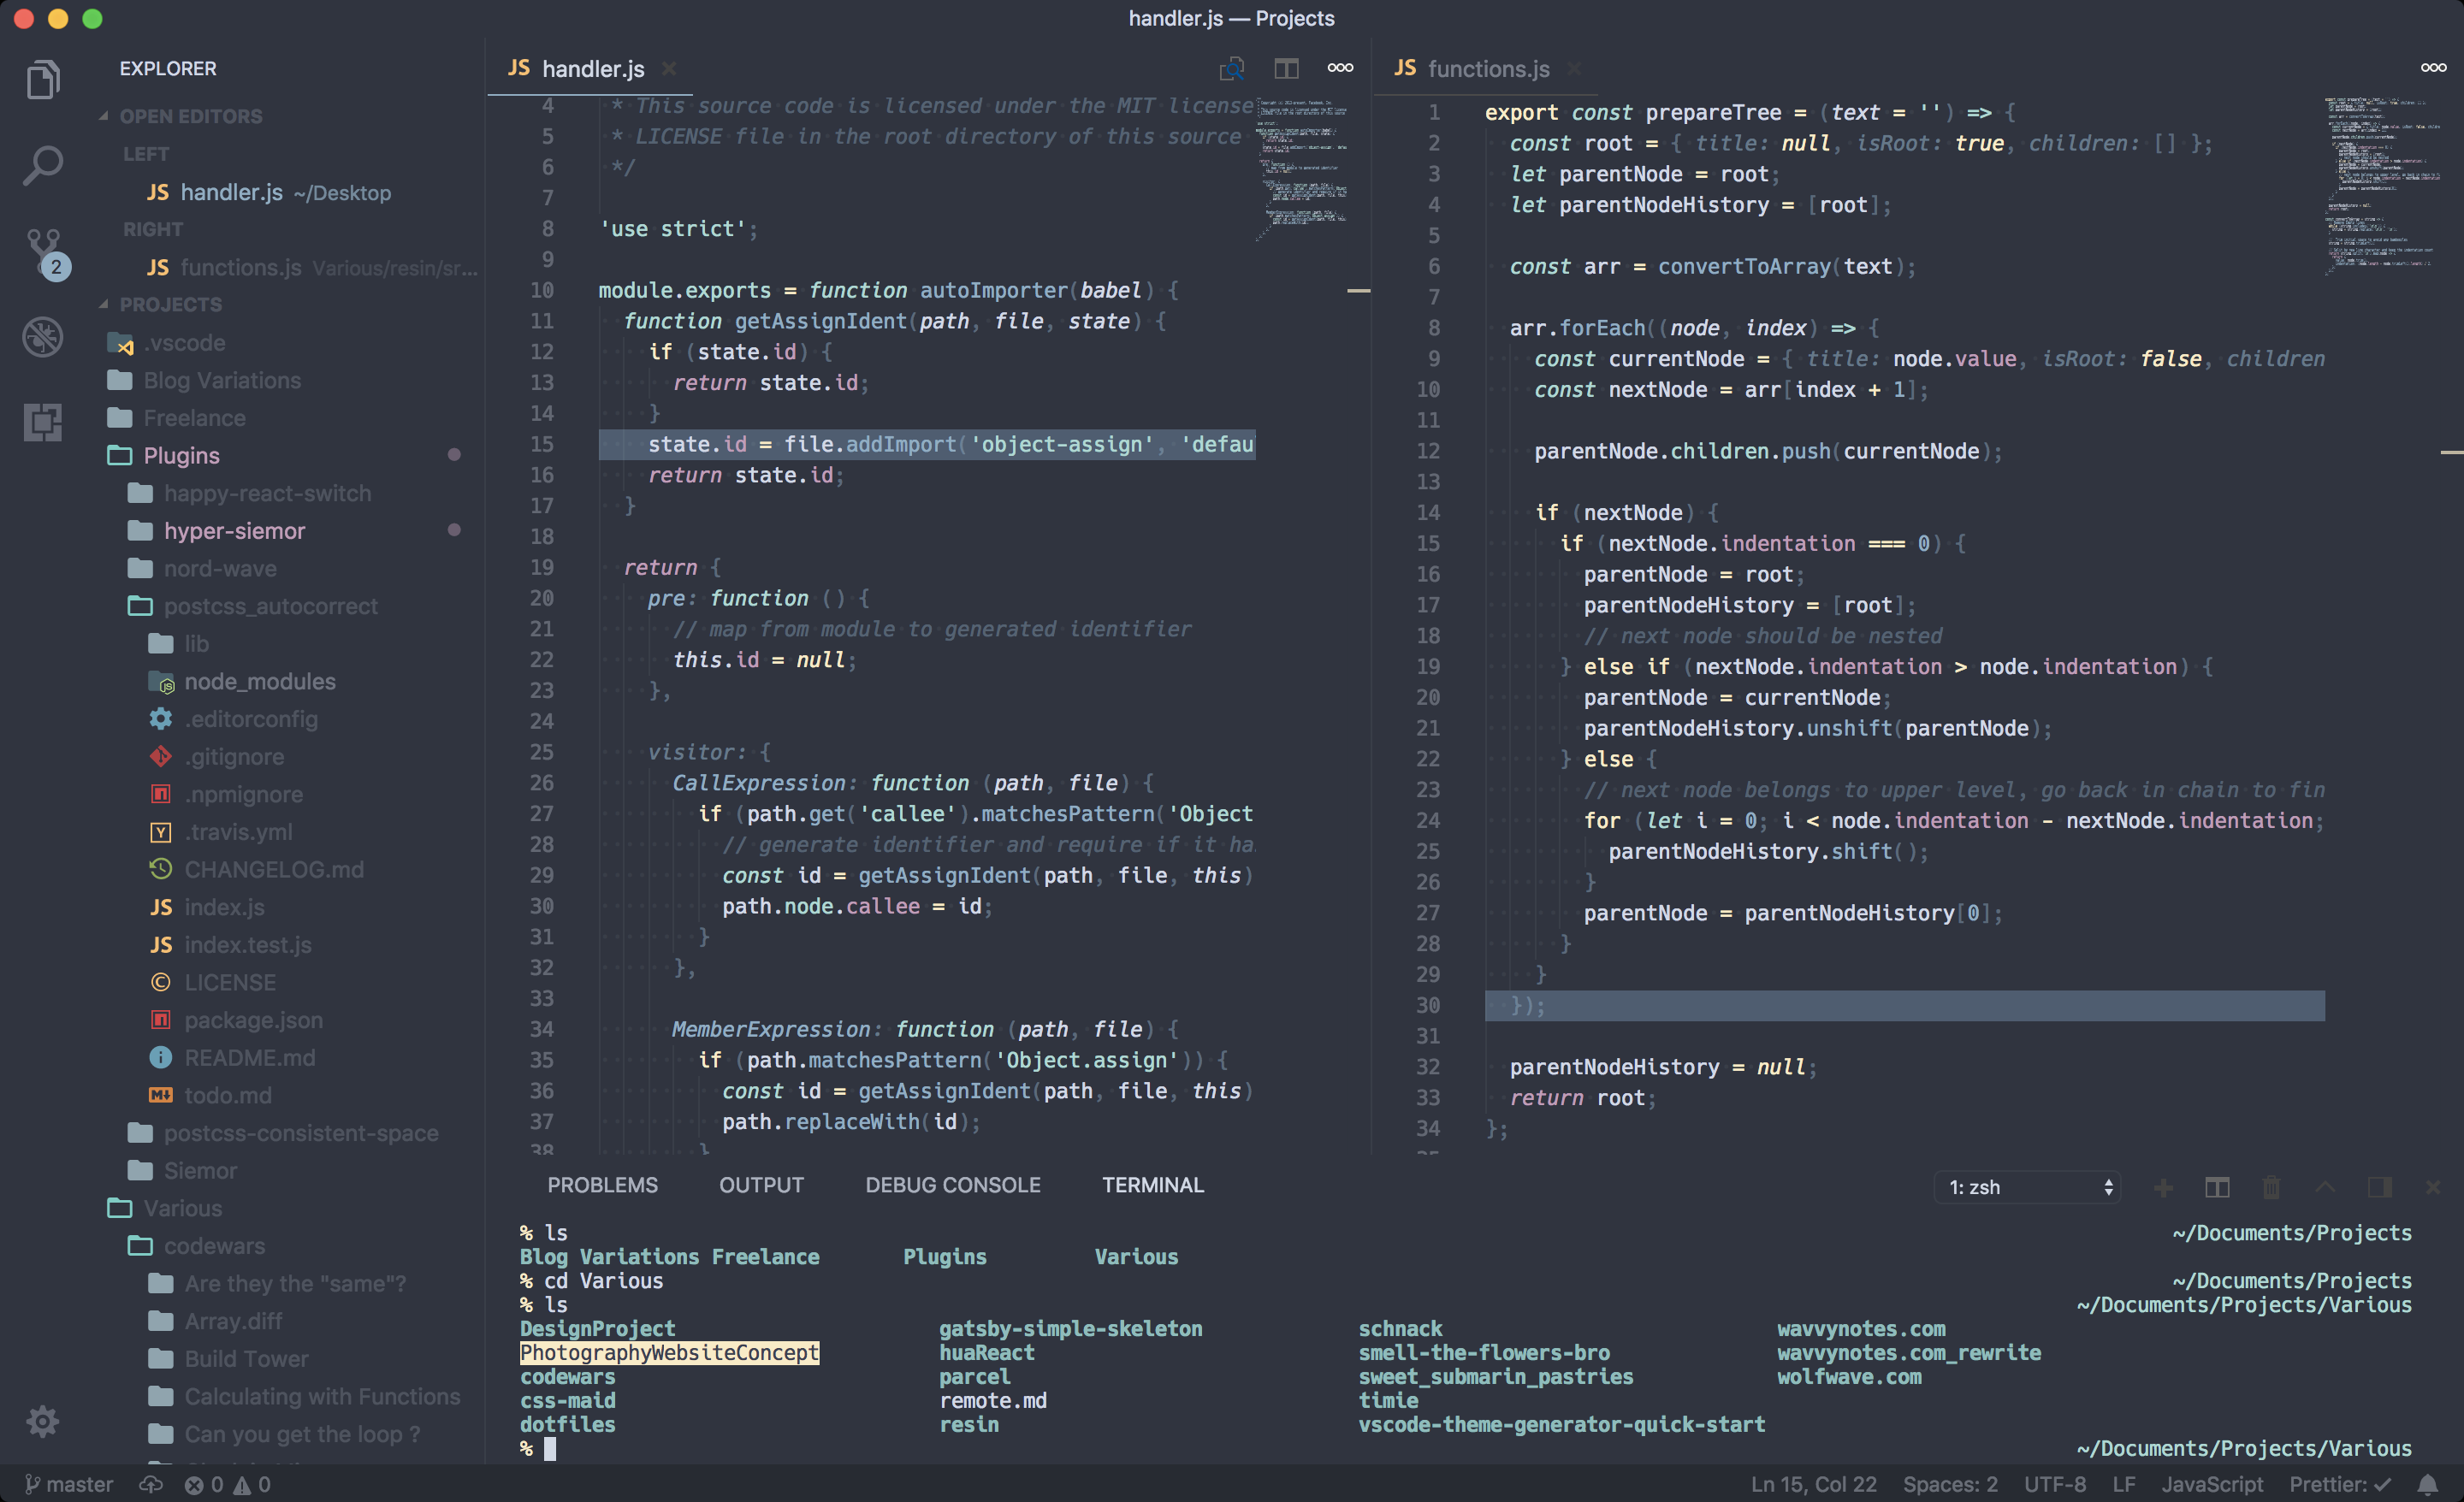 handler.js — Projects
EXPLORER
OPEN EDITORS
LEFT
JS handler.js ~/Desktop
RIGHT
JS functions.js Various/resin/sr...
2
PROJECTS
.vscode
Blog Variations
Freelance
Plugins
happy-react-switch
hyper-siemor
nord-wave
postcss_autocorrect
lib
node_modules
.editorconfig
.gitignore
.npmignore
Y .travis.yml
CHANGELOG.md
JS index.js
JS index.test.js
LICENSE
package.json
README.md
todo.md
postcss-consistent-space
Siemor
Various
codewars
Are they the "same"?
Array.diff
Build Tower
Calculating with Functions
Can you get the loop ?
JS handler.js
4 * This source code is licensed under the MIT license
5 * LICENSE file in the root directory of this source
6 */
7
8 'use strict';
9
10 module.exports = function autoImporter(babel) {
11 function getAssignIdent(path, file, state) {
12 if (state.id) {
13 return state.id;
14 }
15 state.id = file.addImport('object-assign', 'defau
16 return state.id;
17 }
18
19 return {
20 pre: function () {
21 // map from module to generated identifier
22 this.id = null;
23 },
24
25 visitor: {
26 CallExpression: function (path, file) {
27 if (path.get('callee').matchesPattern('Object
28 // generate identifier and require if it ha
29 const id = getAssignIdent(path, file, this)
30 path.node.callee = id;
31 }
32 },
33
34 MemberExpression: function (path, file) {
35 if (path.matchesPattern('Object.assign')) {
36 const id = getAssignIdent(path, file, this)
37 path.replaceWith(id);
38 }
JS functions.js
1 export const prepareTree = (text = '') => {
2 const root = { title: null, isRoot: true, children: [] };
3 let parentNode = root;
4 let parentNodeHistory = [root];
5
6 const arr = convertToArray(text);
7
8 arr.forEach((node, index) => {
9 const currentNode = { title: node.value, isRoot: false, children
10 const nextNode = arr[index + 1];
11
12 parentNode.children.push(currentNode);
13
14 if (nextNode) {
15 if (nextNode.indentation === 0) {
16 parentNode = root;
17 parentNodeHistory = [root];
18 // next node should be nested
19 } else if (nextNode.indentation > node.indentation) {
20 parentNode = currentNode;
21 parentNodeHistory.unshift(parentNode);
22 } else {
23 // next node belongs to upper level, go back in chain to fin
24 for (let i = 0; i < node.indentation - nextNode.indentation;
25 parentNodeHistory.shift();
26 }
27 parentNode = parentNodeHistory[0];
28 }
29 }
30 });
31
32 parentNodeHistory = null;
33 return root;
34 };
PROBLEMS OUTPUT DEBUG CONSOLE TERMINAL 1: zsh
% ls ~/Documents/Projects
Blog Variations Freelance Plugins Various
% cd Various ~/Documents/Projects
% ls ~/Documents/Projects/Various
DesignProject gatsby-simple-skeleton schnack wavvynotes.com
PhotographyWebsiteConcept huaReact smell-the-flowers-bro wavvynotes.com_rewrite
codewars parcel sweet_submarin_pastries wolfwave.com
css-maid remote.md timie
dotfiles resin vscode-theme-generator-quick-start
% ~/Documents/Projects/Various
master 0 0 Ln 15, Col 22 Spaces: 2 UTF-8 LF JavaScript Prettier: ✓